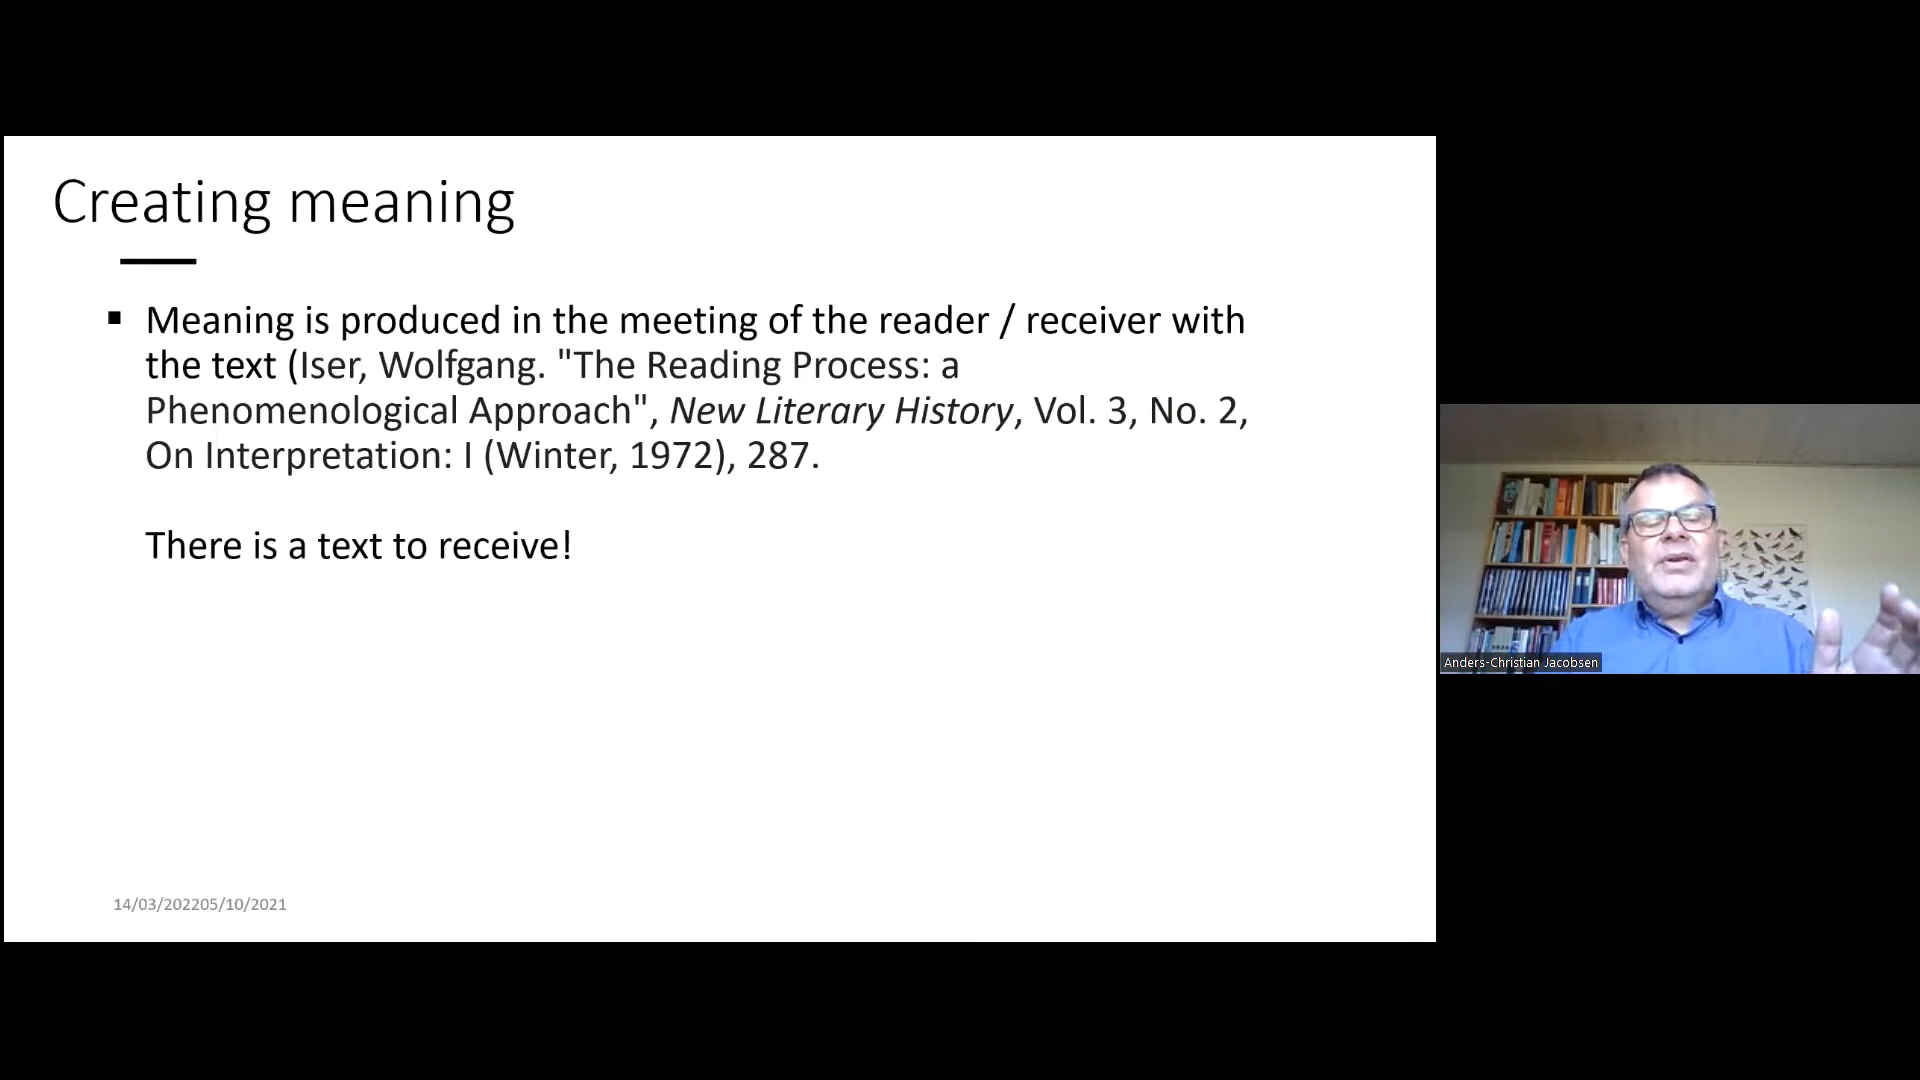 Creating meaning
▪ Meaning is produced in the meeting of the reader / receiver with
the text (Iser, Wolfgang. "The Reading Process: a
Phenomenological Approach", New Literary History, Vol. 3, No. 2,
On Interpretation: I (Winter, 1972), 287.
There is a text to receive!
14/03/202205/10/2021
Anders-Christian Jacobsen